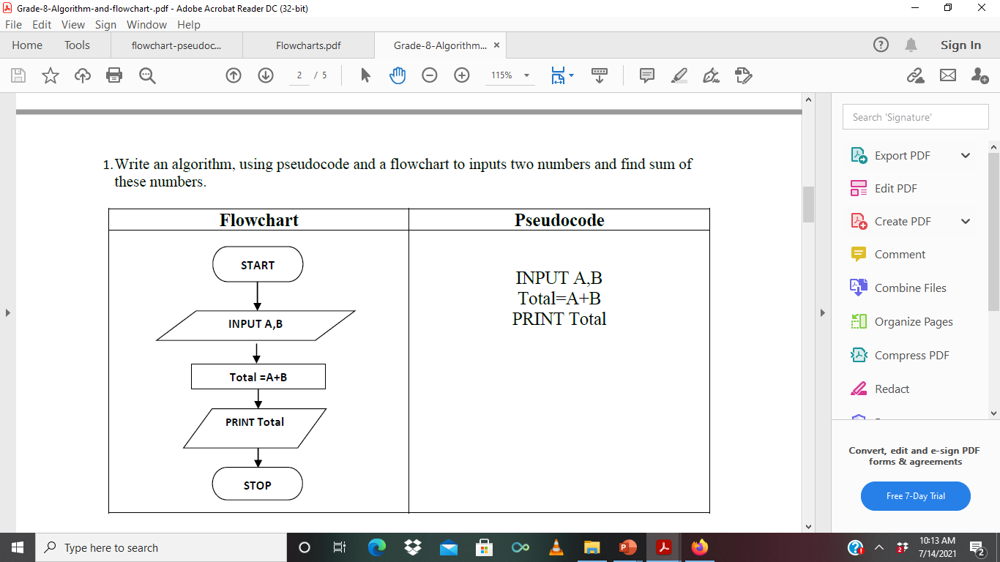 Grade-8-Algorithm-and-flowchart-.pdf - Adobe Acrobat Reader DC (32-bit)
File Edit View Sign Window Help
Home Tools flowchart-pseudoc... Flowcharts.pdf Grade-8-Algorithm... × Sign In
2 / 5 115%
Search 'Signature'
1. Write an algorithm, using pseudocode and a flowchart to inputs two numbers and find sum of
these numbers.
Flowchart Pseudocode
START
INPUT A,B
Total =A+B
PRINT Total
STOP
INPUT A,B
Total=A+B
PRINT Total
Export PDF
Edit PDF
Create PDF
Comment
Combine Files
Organize Pages
Compress PDF
Redact
Convert, edit and e-sign PDF
forms & agreements
Free 7-Day Trial
Type here to search
10:13 AM
7/14/2021
2
2